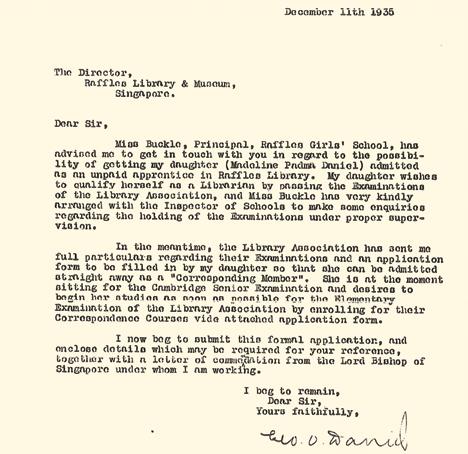 December 11th 1935
The Director,
Raffles Library & Museum,
Singapore.
Dear Sir,
Miss Buckle, Principal, Raffles Girls' School, has
advised me to get in touch with you in regard to the possibi-
lity of getting my daughter (Madeline Padma Daniel) admitted
as an unpaid apprentice in Raffles Library. My daughter wishes
to qualify herself as a Librarian by passing the Examinations
of the Library Association, and Miss Buckle has very kindly
arranged with the Inspector of Schools to make some enquiries
regarding the holding of the Examinations under proper super-
vision.
In the meantime, the Library Association has sent me
full particulars regarding their Examinations and an application
form to be filled in by my daughter so that she can be admitted
straight away as a "Corresponding Member". She is at the moment
sitting for the Cambridge Senior Examination and desires to
begin her studies as soon as possible for the Elementary
Examination of the Library Association by enrolling for their
Correspondence Courses vide attached application form.
I now beg to submit this formal application, and
enclose details which may be required for your reference,
together with a letter of from the Lord Bishop of
Singapore under whom I am working.
I beg to remain,
Dear Sir,
Yours faithfully,
Geo. O. Daniel